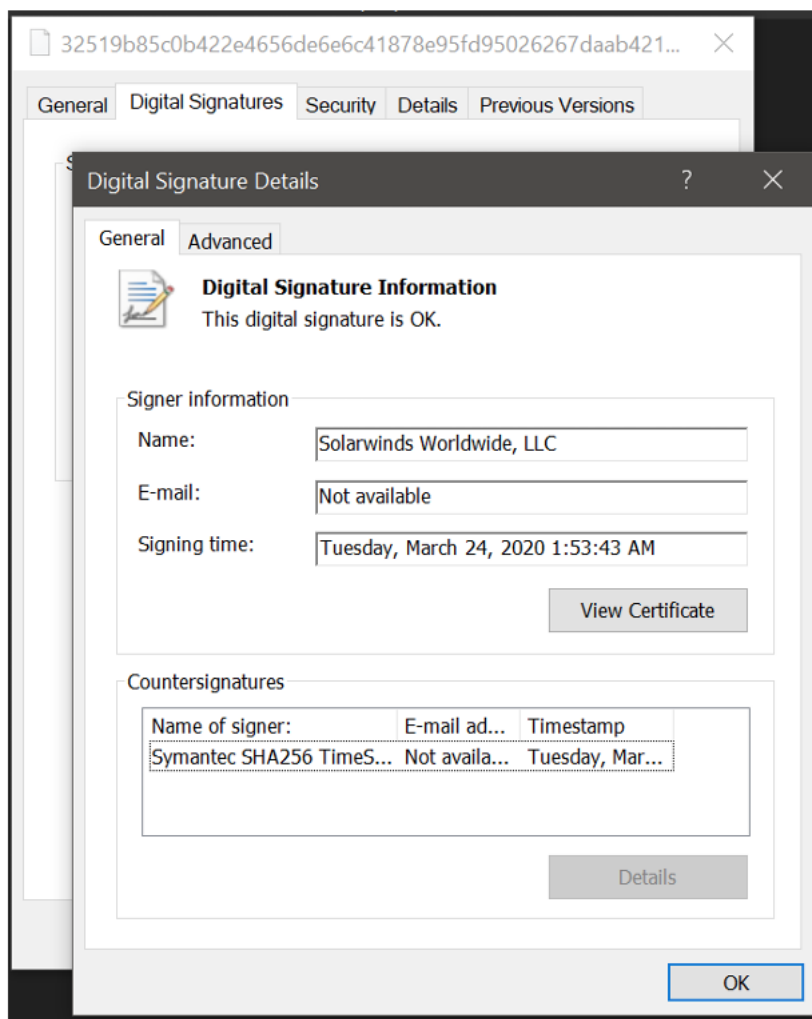 32519b85c0b422e4656de6e6c41878e95fd95026267daab421...
General Digital Signatures Security Details Previous Versions
S
Digital Signature Details ?
General Advanced
Digital Signature Information
This digital signature is OK.
Signer information
Name: Solarwinds Worldwide, LLC
E-mail: Not available
Signing time: Tuesday, March 24, 2020 1:53:43 AM
View Certificate
Countersignatures
Name of signer: E-mail ad... Timestamp
Symantec SHA256 TimeS... Not availa... Tuesday, Mar...
Details
OK